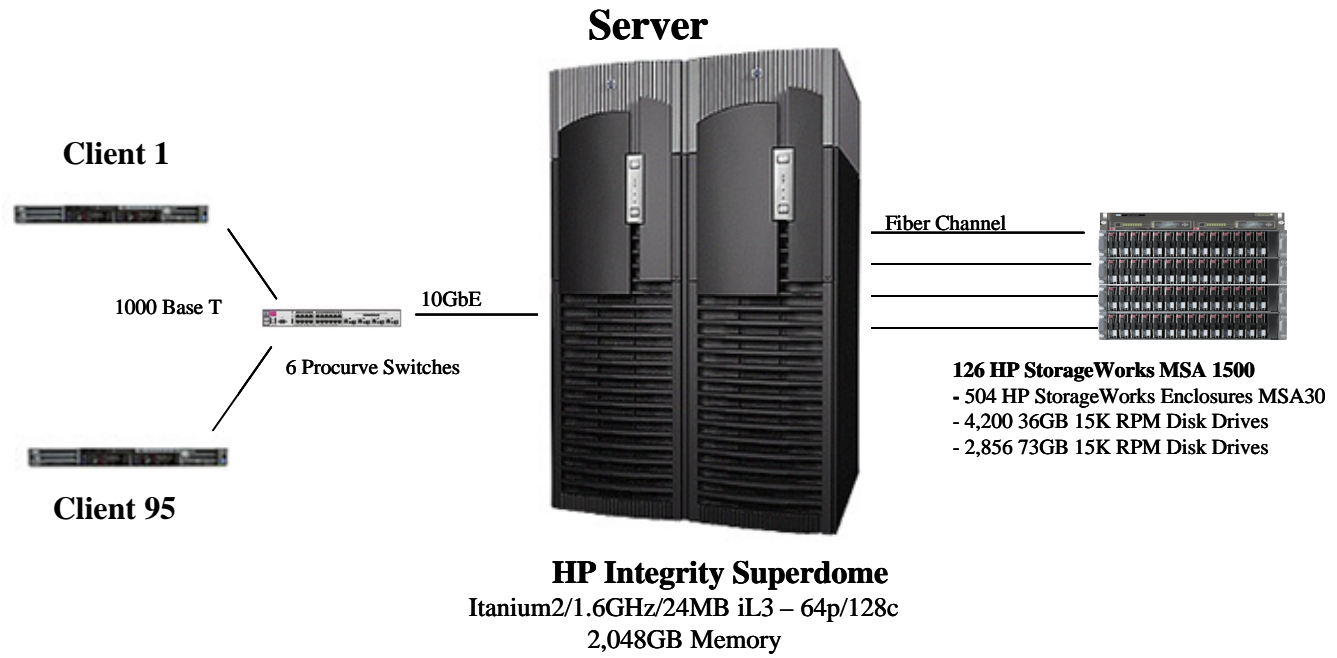 Server
Client 1
1000 Base T
10GbE
6 Procurve Switches
Client 95
Fiber Channel
126 HP StorageWorks MSA 1500
- 504 HP StorageWorks Enclosures MSA30
- 4,200 36GB 15K RPM Disk Drives
- 2,856 73GB 15K RPM Disk Drives
HP Integrity Superdome
Itanium2/1.6GHz/24MB iL3 – 64p/128c
2,048GB Memory